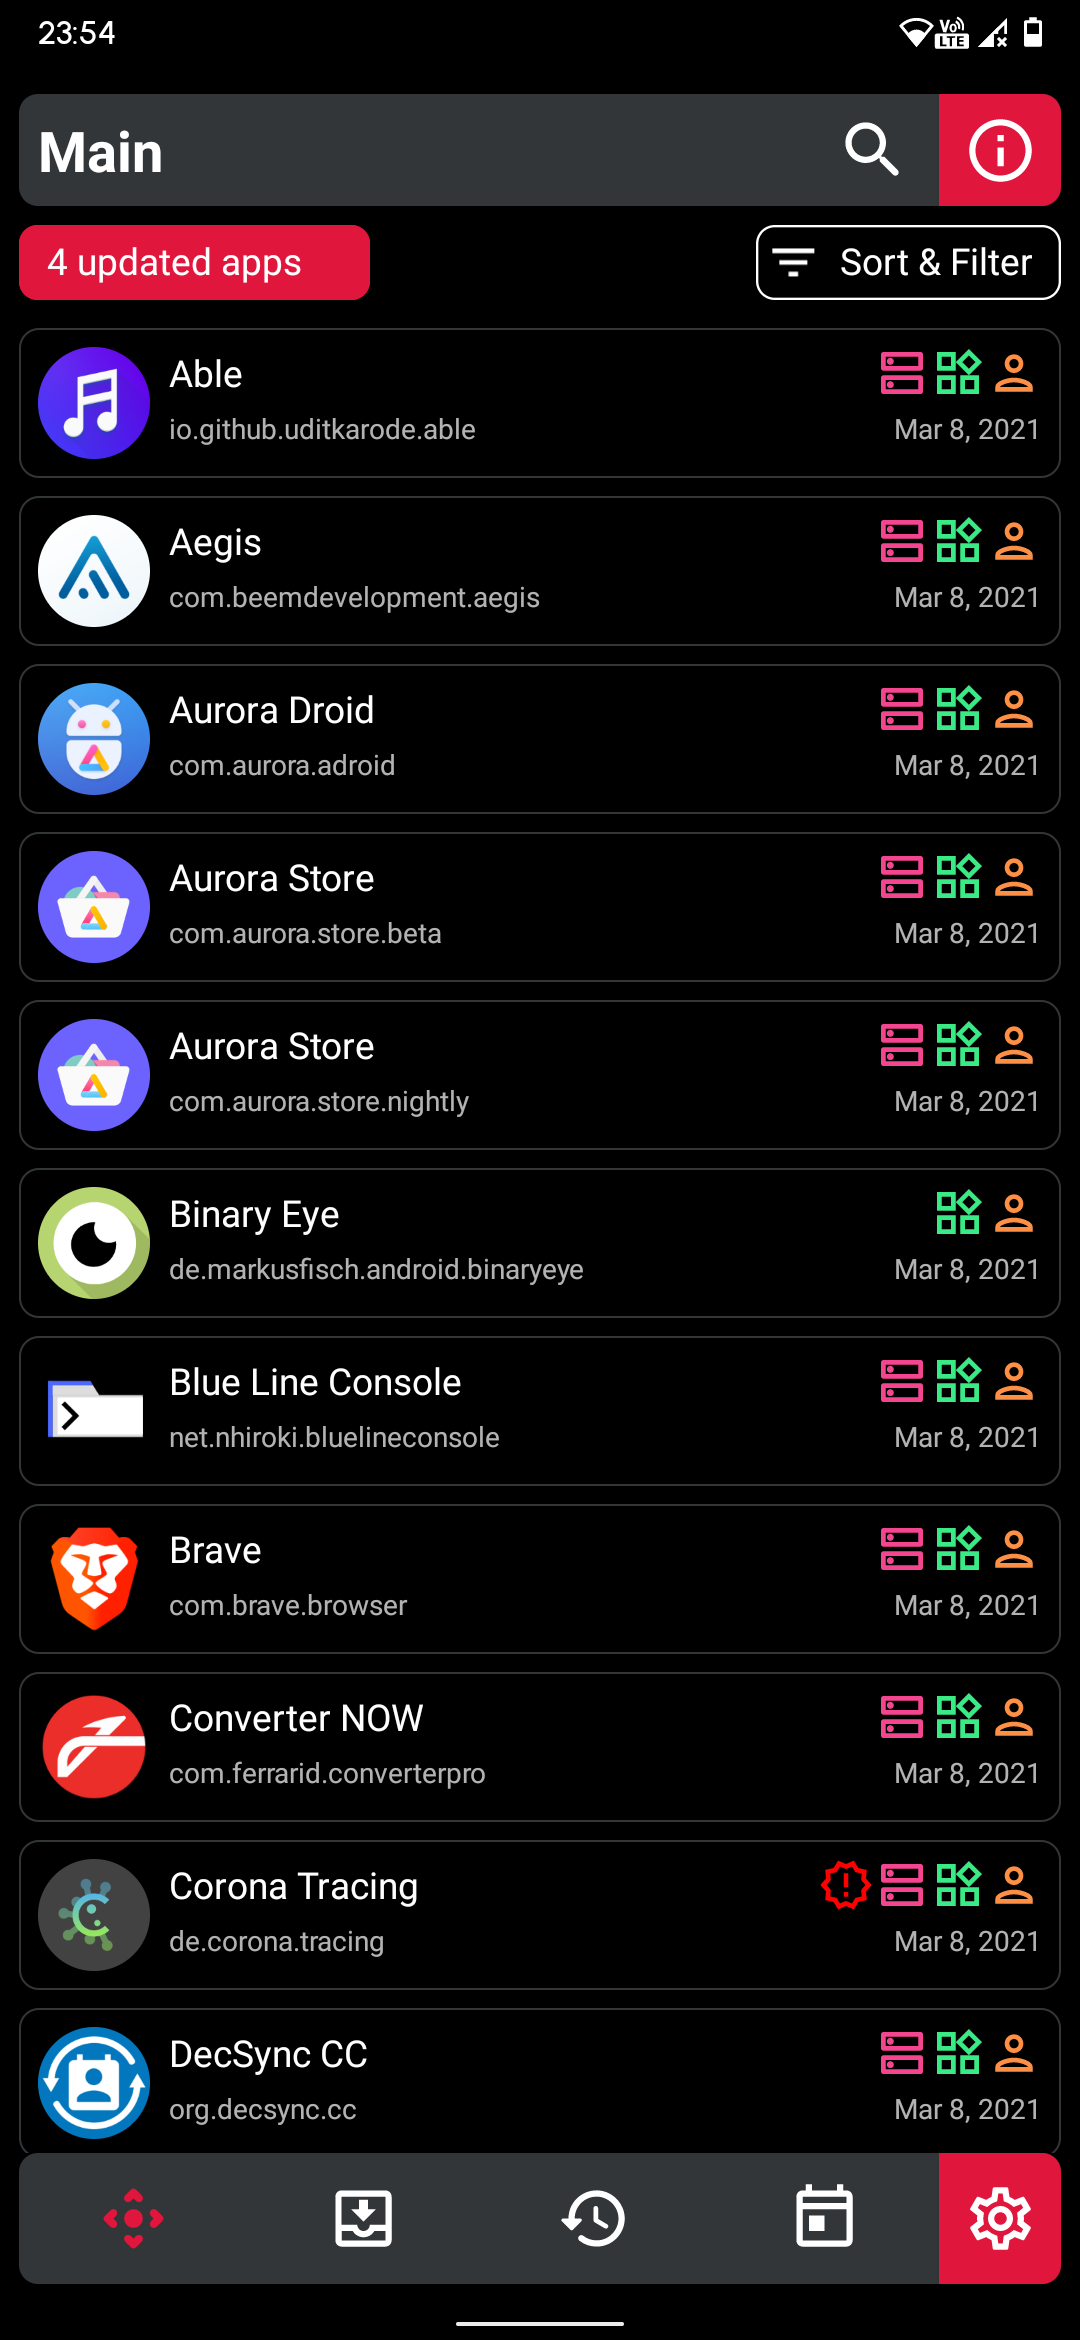 23:54
Vo LTE
Main
4 updated apps
Sort & Filter
Able
io.github.uditkarode.able
Mar 8, 2021
Aegis
com.beemdevelopment.aegis
Mar 8, 2021
Aurora Droid
com.aurora.adroid
Mar 8, 2021
Aurora Store
com.aurora.store.beta
Mar 8, 2021
Aurora Store
com.aurora.store.nightly
Mar 8, 2021
Binary Eye
de.markusfisch.android.binaryeye
Mar 8, 2021
Blue Line Console
net.nhiroki.bluelineconsole
Mar 8, 2021
Brave
com.brave.browser
Mar 8, 2021
Converter NOW
com.ferrarid.converterpro
Mar 8, 2021
Corona Tracing
de.corona.tracing
Mar 8, 2021
DecSync CC
org.decsync.cc
Mar 8, 2021